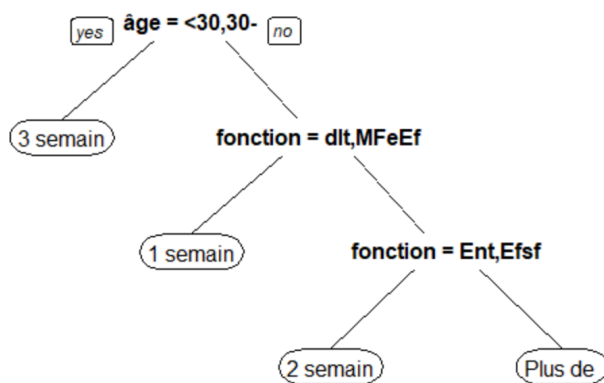 yes âge = <30,30- no
3 semain
fonction = dlt,MFeEf
1 semain
fonction = Ent,Efsf
2 semain
Plus de